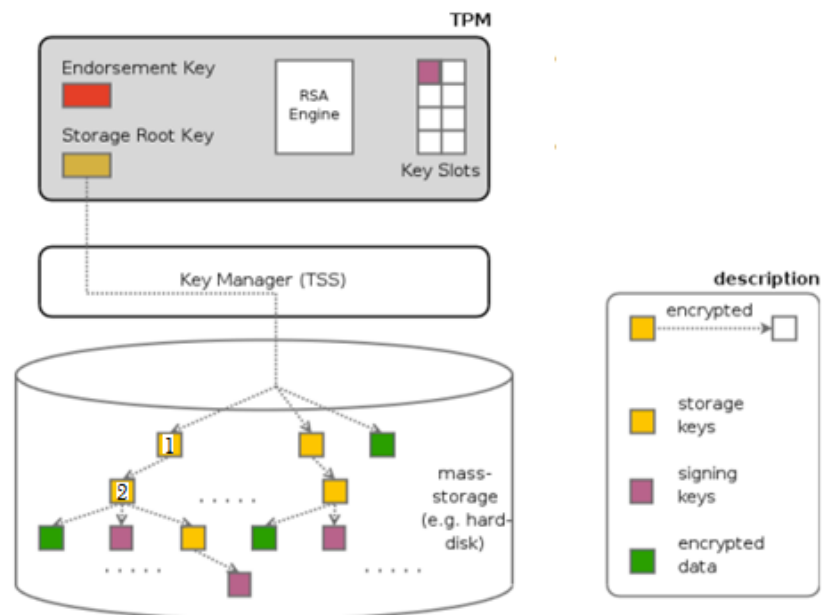 TPM
Endorsement Key
RSA
Engine
Storage Root Key
Key Slots
Key Manager (TSS)
description
encrypted
storage
keys
signing
keys
encrypted
data
1
2
.....
mass-
storage
(e.g. hard-
disk)
.....
.....